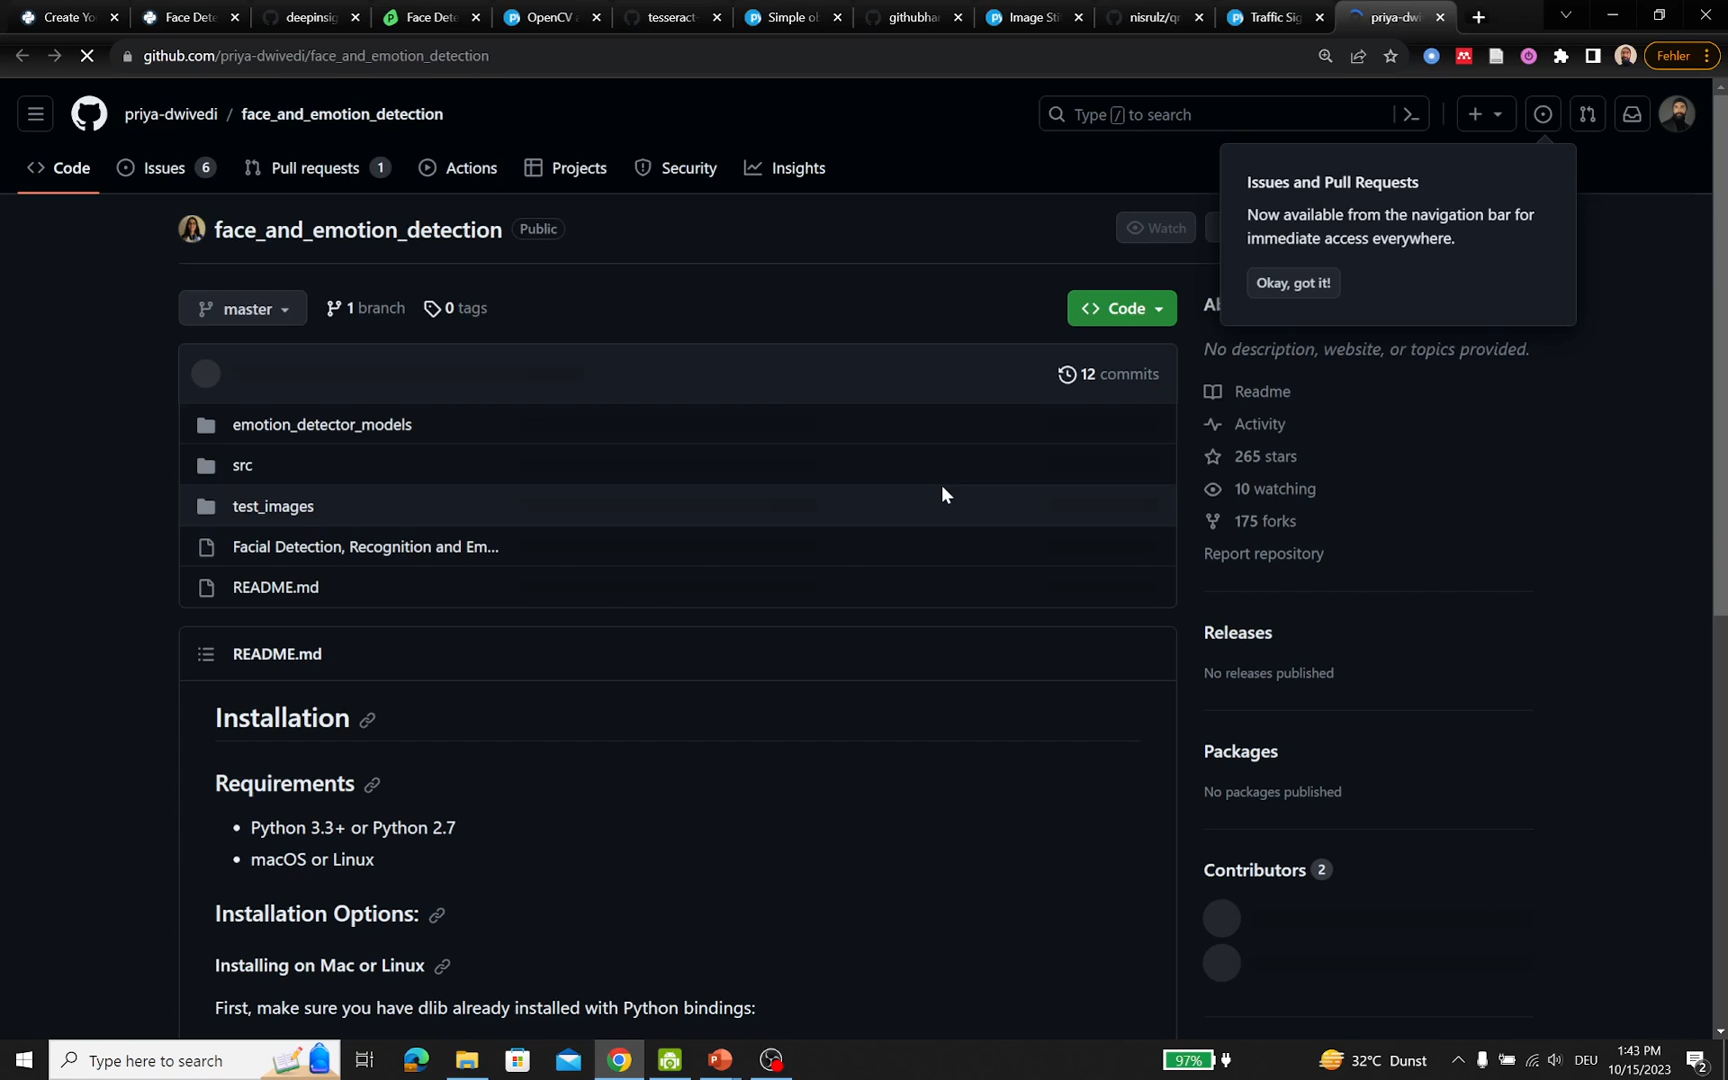 Create Yo
Face Dete
deepinsig
Face Dete
OpenCV a
tesseract-
Simple ob
githubhar
Image Sti
nisrulz/qr
Traffic Sig
priya-dwi
github.com/priya-dwivedi/face_and_emotion_detection
Fehler
priya-dwivedi / face_and_emotion_detection
Type / to search
Code
Issues 6
Pull requests 1
Actions
Projects
Security
Insights
Issues and Pull Requests
Now available from the navigation bar for
immediate access everywhere.
Okay, got it!
face_and_emotion_detection
Public
Watch
master
1 branch
0 tags
Code
12 commits
emotion_detector_models
src
test_images
Facial Detection, Recognition and Em...
README.md
README.md
Installation
Requirements
• Python 3.3+ or Python 2.7
• macOS or Linux
Installation Options:
Installing on Mac or Linux
First, make sure you have dlib already installed with Python bindings:
No description, website, or topics provided.
Readme
Activity
265 stars
10 watching
175 forks
Report repository
Releases
No releases published
Packages
No packages published
Contributors 2
Type here to search
97%
32°C Dunst
DEU
1:43 PM
10/15/2023
2